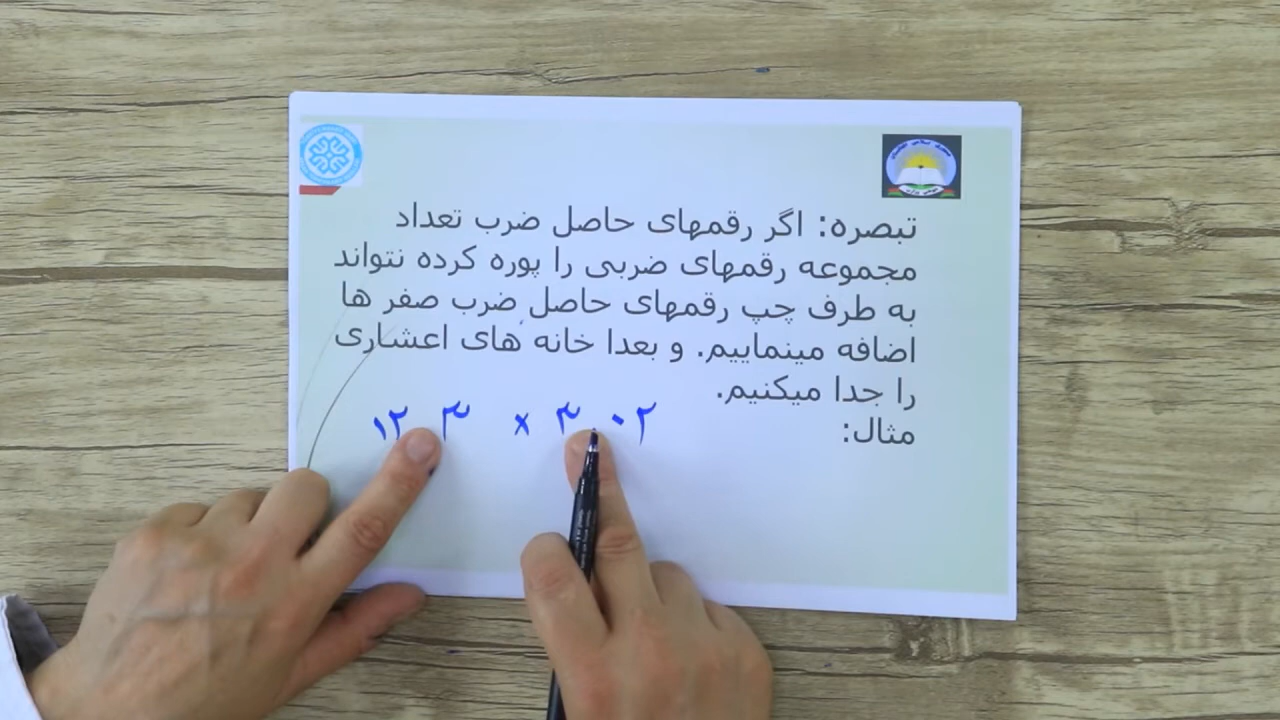 تبصره: اگر رقمهای حاصل ضرب تعداد
مجموعه رقمهای ضربی را پوره کرده نتواند
به طرف چپ رقمهای حاصل ضرب صفر ها
اضافه مینماییم. و بعدا خانه های اعشاری
را جدا میکنیم.
مثال:
۱۲ ۳ × ۳.۰۲